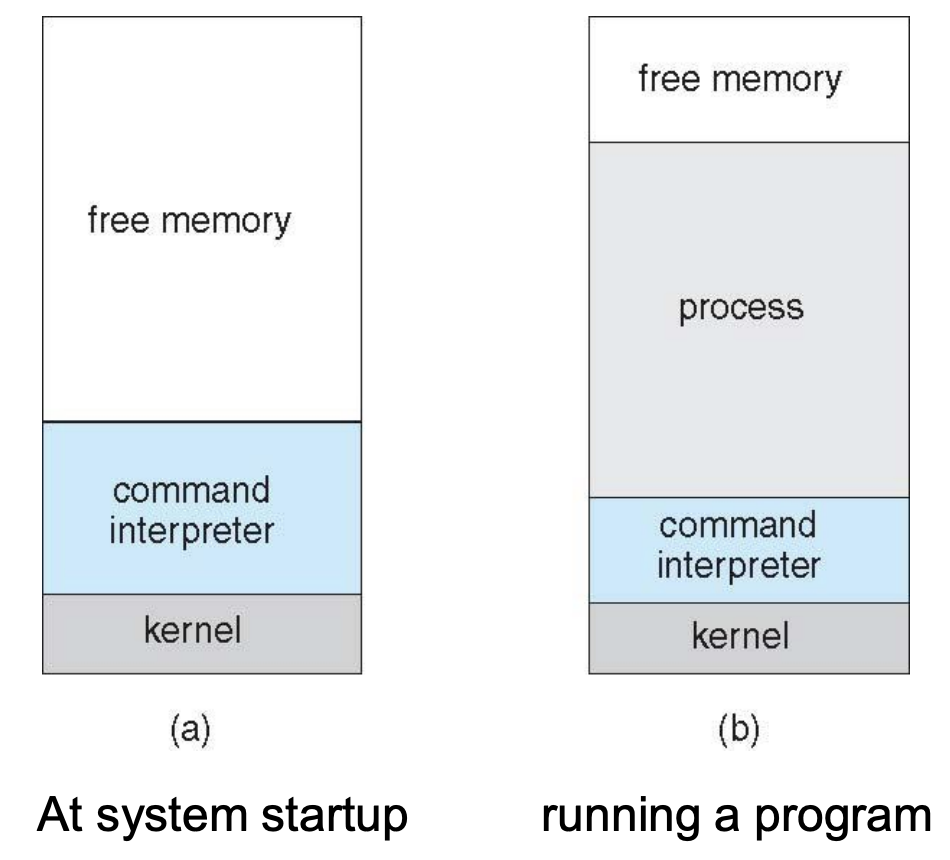 free memory
command
interpreter
kernel
(a)
At system startup
free memory
process
command
interpreter
kernel
(b)
running a program